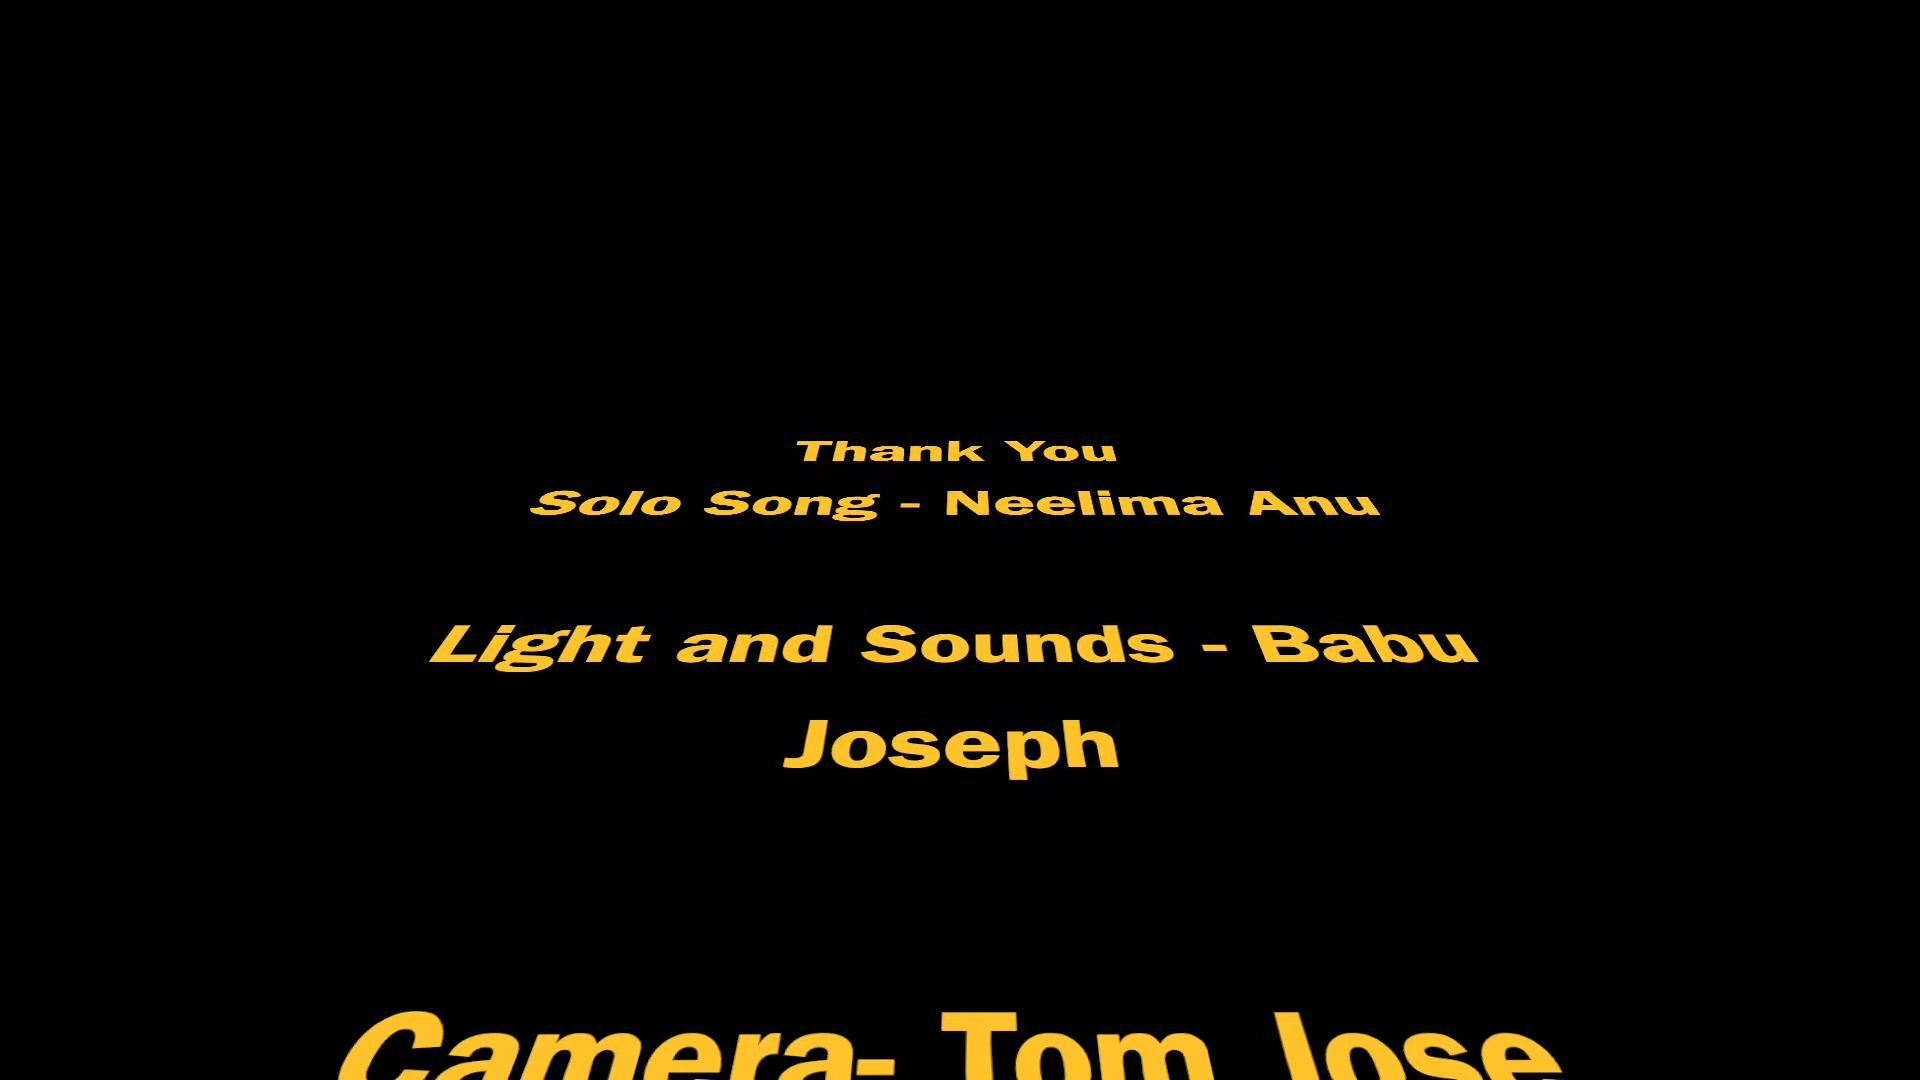 Thank You
Solo Song - Neelima Anu
Light and Sounds - Babu
Joseph
Camera- Tom Jose